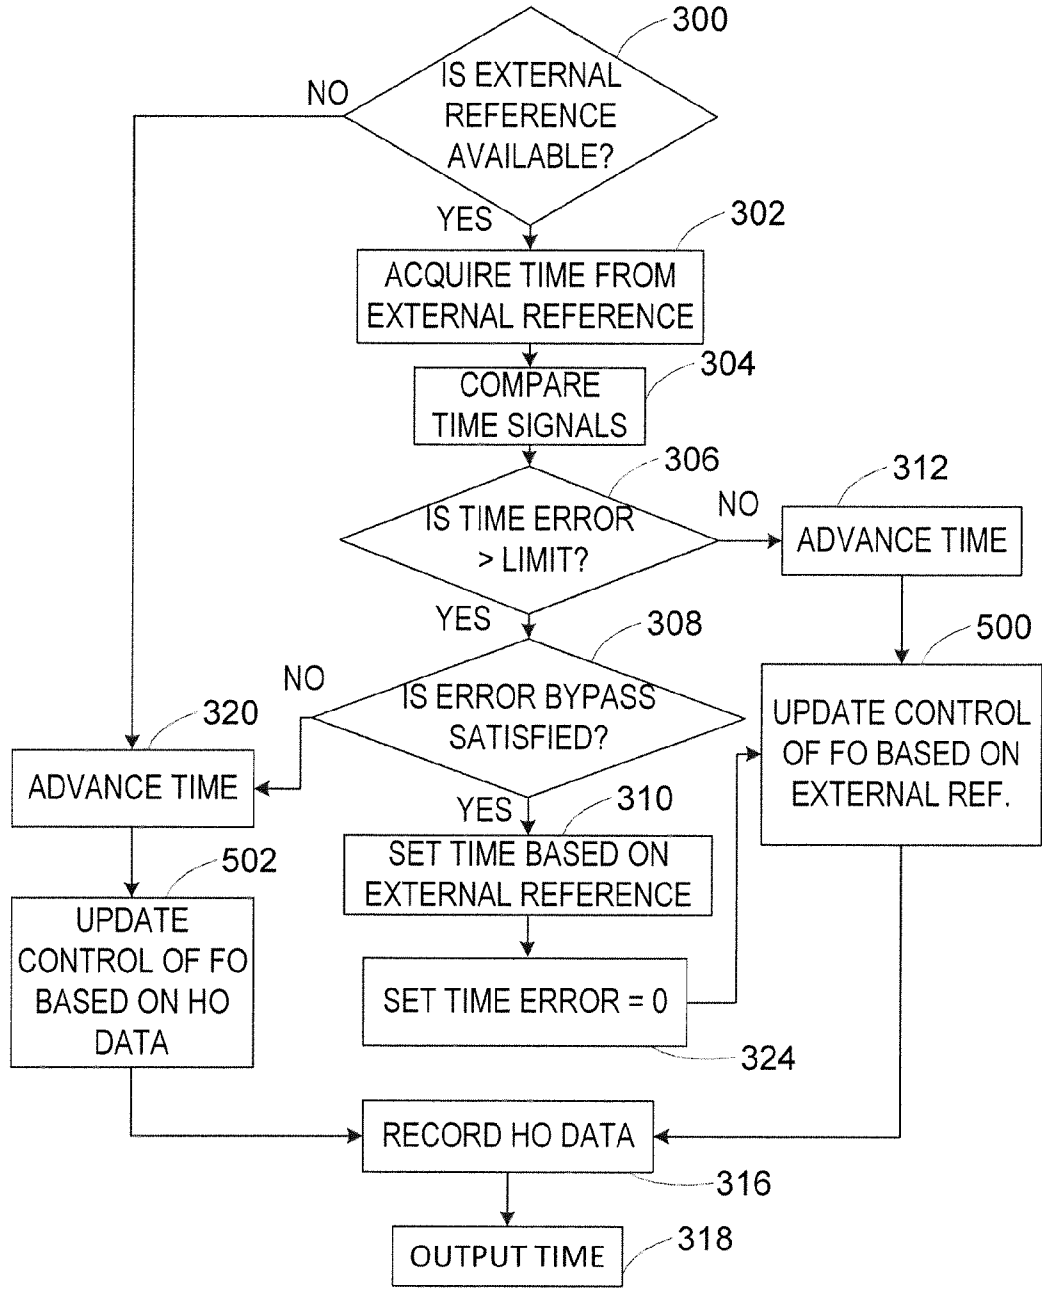 300
IS EXTERNAL
REFERENCE
AVAILABLE?
NO
YES
302
ACQUIRE TIME FROM
EXTERNAL REFERENCE
304
COMPARE
TIME SIGNALS
306
IS TIME ERROR
> LIMIT?
NO
312
ADVANCE TIME
YES
308
IS ERROR BYPASS
SATISFIED?
NO
500
UPDATE CONTROL
OF FO BASED ON
EXTERNAL REF.
320
ADVANCE TIME
YES
310
SET TIME BASED ON
EXTERNAL REFERENCE
502
UPDATE
CONTROL OF FO
BASED ON HO
DATA
SET TIME ERROR = 0
324
RECORD HO DATA
316
OUTPUT TIME
318